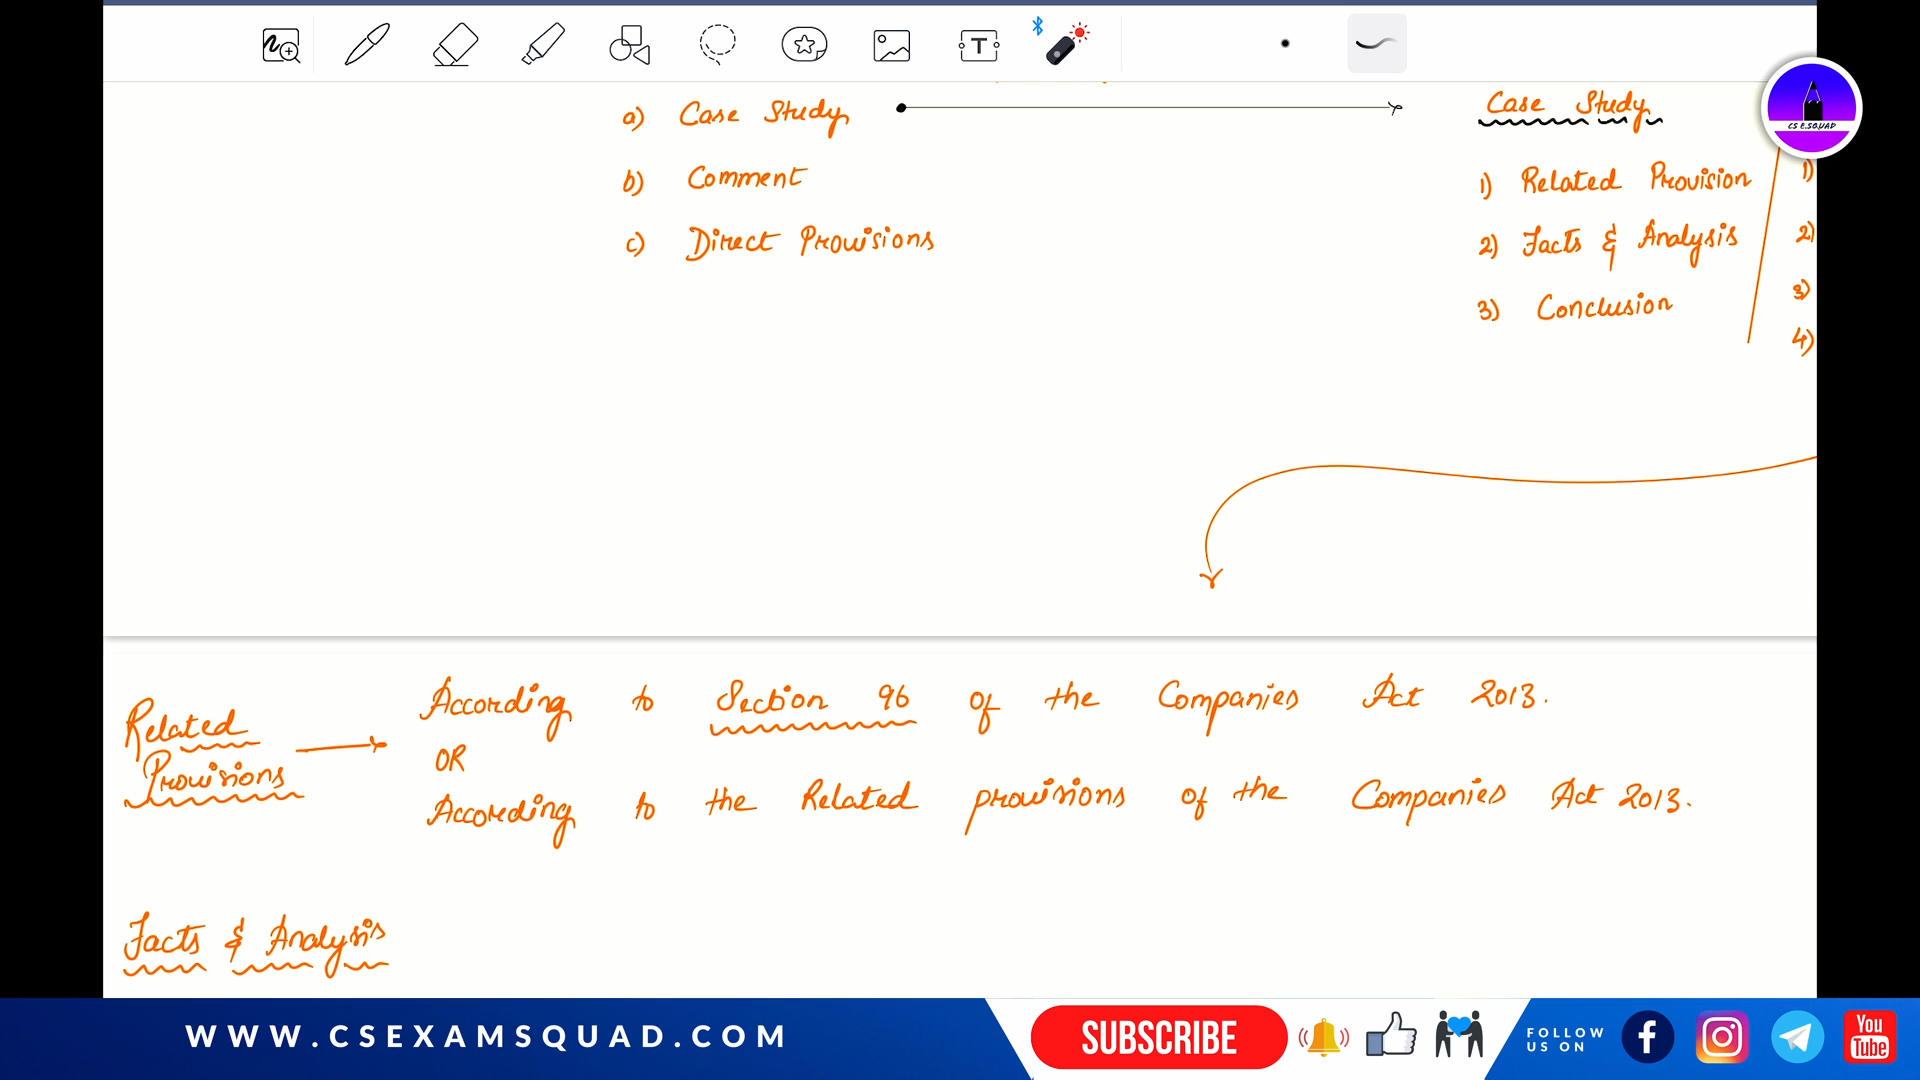 T
a) Case Study
b) Comment
c) Direct Provisions
Case Study
1) Related Provision
2) Facts & Analysis
3) Conclusion
1)
2)
3)
4)
CS E.SQUAD
Related Provisions
According to Section 96 of the Companies Act 2013.
OR
According to the Related provisions of the Companies Act 2013.
Facts & Analysis
WWW.CSEXAMSQUAD.COM
SUBSCRIBE
FOLLOW
US ON
You
Tube